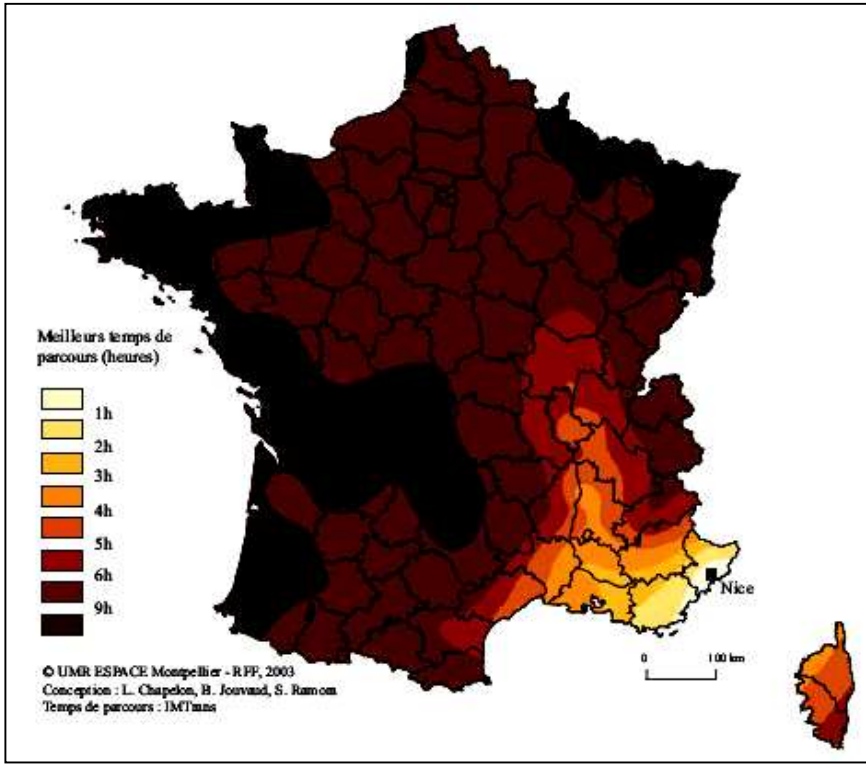 Meilleurs temps de
parcours (heures)
1h
2h
3h
4h
5h
6h
9h
Nice
0 100 km
© UMR ESPACE Montpellier - RFF, 2003
Conception : L. Chapelon, B. Jouvaud, S. Ramora
Temps de parcours : IMTrans